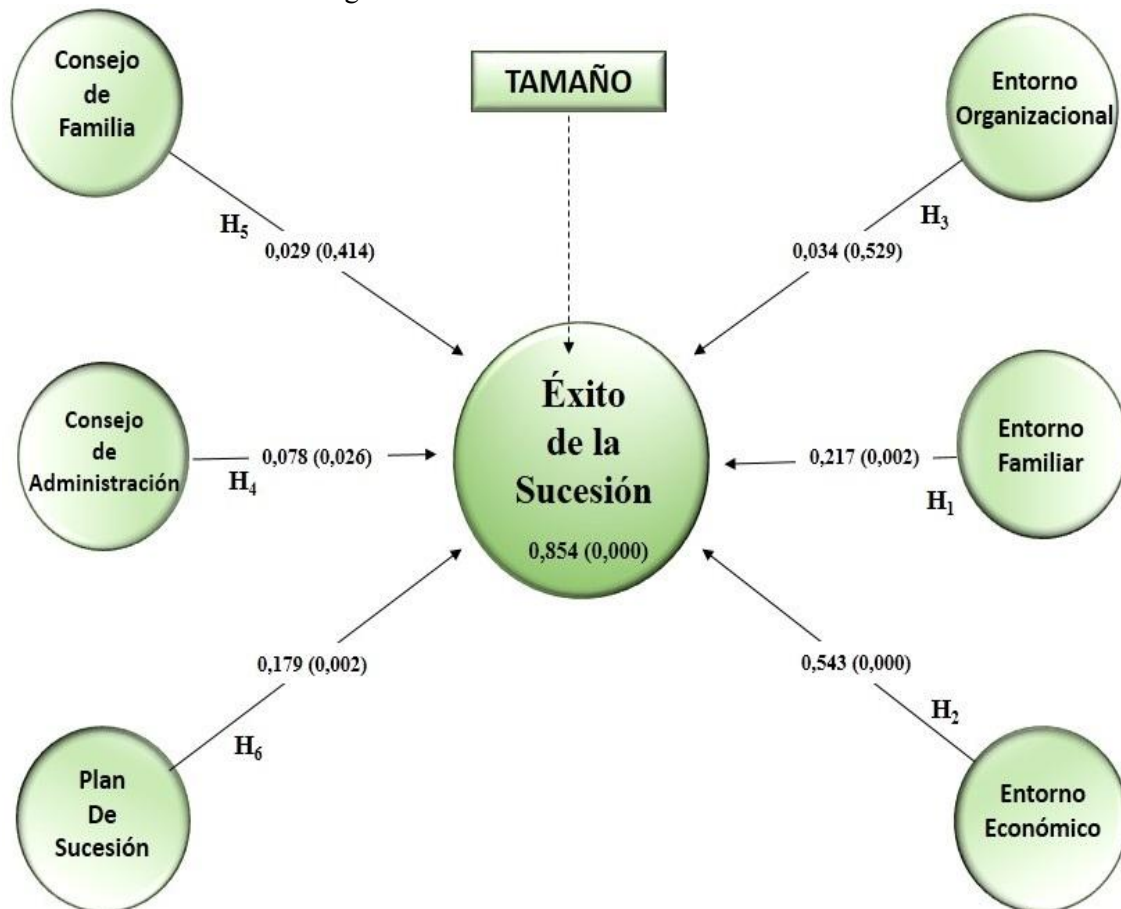 Consejo
de
Familia
TAMAÑO
Entorno
Organizacional
H5
0,029 (0,414)
H3
0,034 (0,529)
Éxito
de la
Sucesión
0,854 (0,000)
Consejo
de
Administración
0,078 (0,026)
H4
Entorno
Familiar
0,217 (0,002)
H1
0,179 (0,002)
H6
0,543 (0,000)
H2
Plan
De
Sucesión
Entorno
Económico